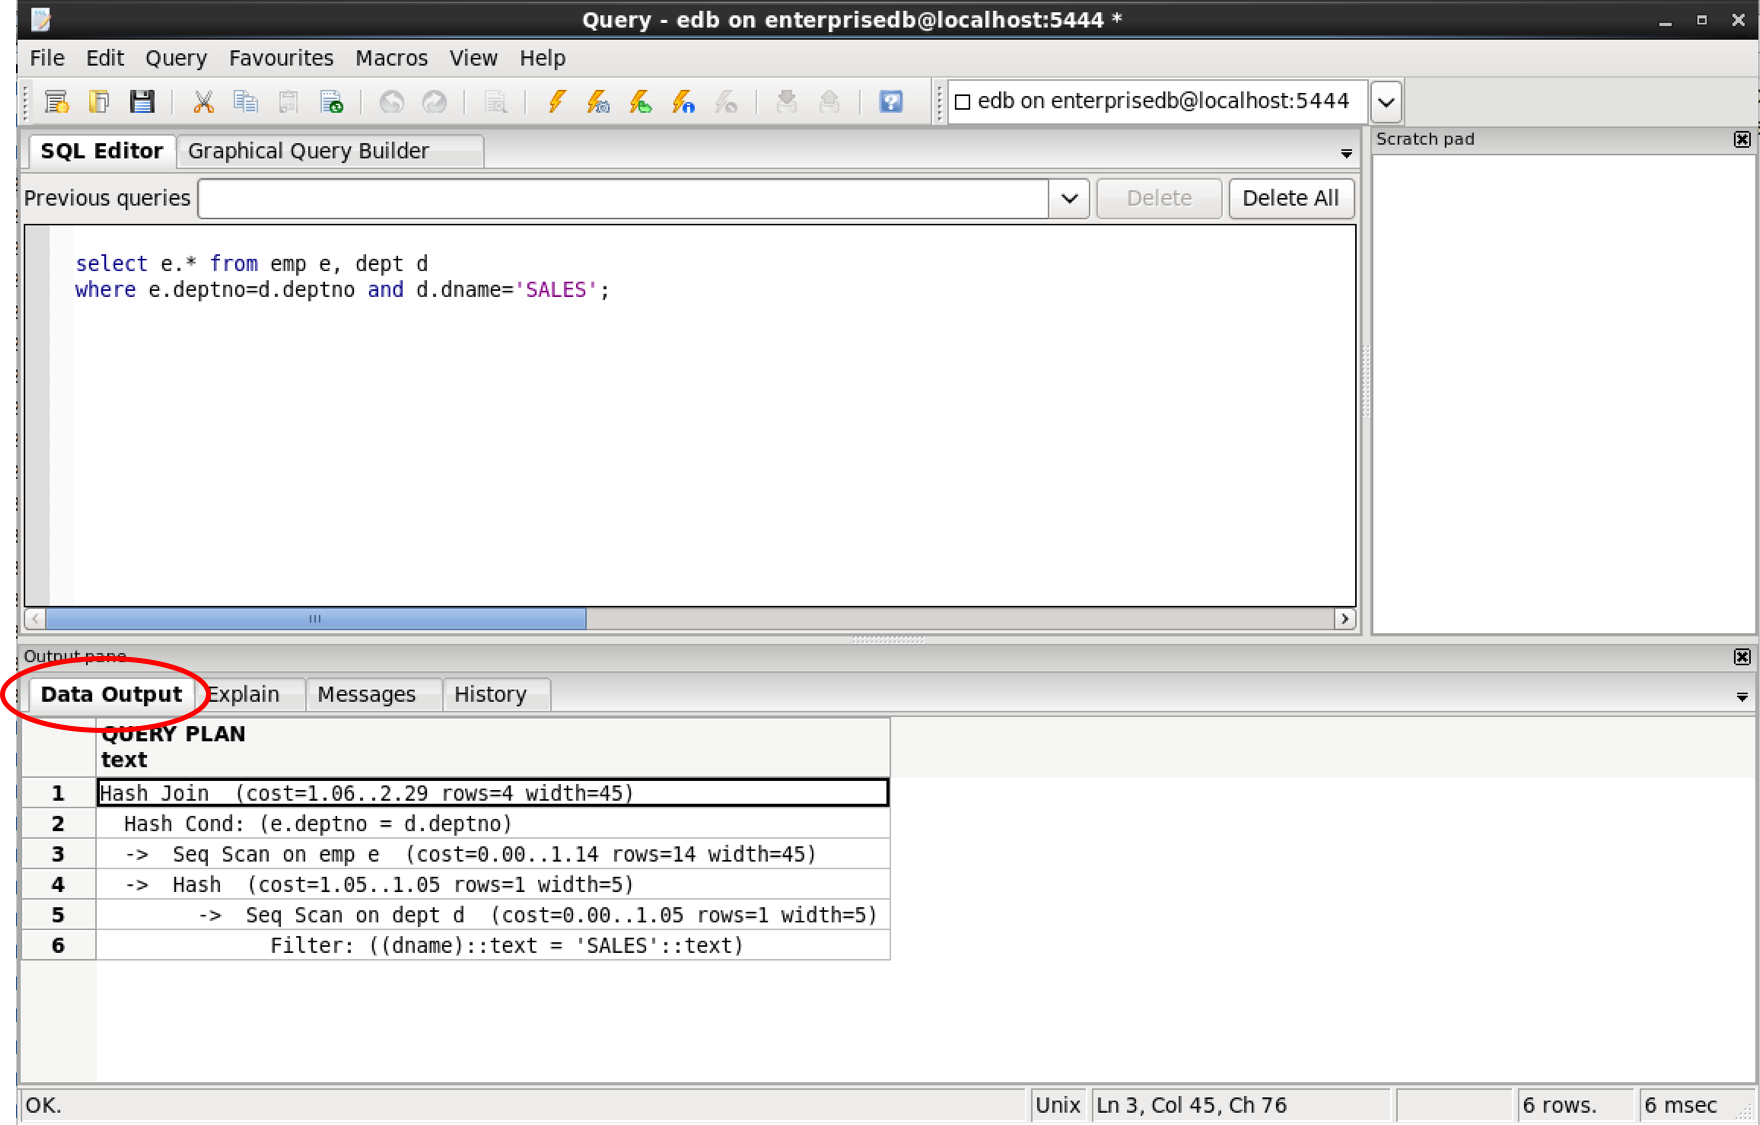 Query - edb on enterprisedb@localhost:5444 *
File Edit Query Favourites Macros View Help
edb on enterprisedb@localhost:5444
SQL Editor Graphical Query Builder
Scratch pad
Previous queries Delete Delete All
select e.* from emp e, dept d
where e.deptno=d.deptno and d.dname='SALES';
Output pane
Data Output Explain Messages History
QUERY PLAN
text
1 Hash Join  (cost=1.06..2.29 rows=4 width=45)
2 Hash Cond: (e.deptno = d.deptno)
3 ->  Seq Scan on emp e  (cost=0.00..1.14 rows=14 width=45)
4 ->  Hash  (cost=1.05..1.05 rows=1 width=5)
5 ->  Seq Scan on dept d  (cost=0.00..1.05 rows=1 width=5)
6 Filter: ((dname)::text = 'SALES'::text)
OK. Unix Ln 3, Col 45, Ch 76 6 rows. 6 msec